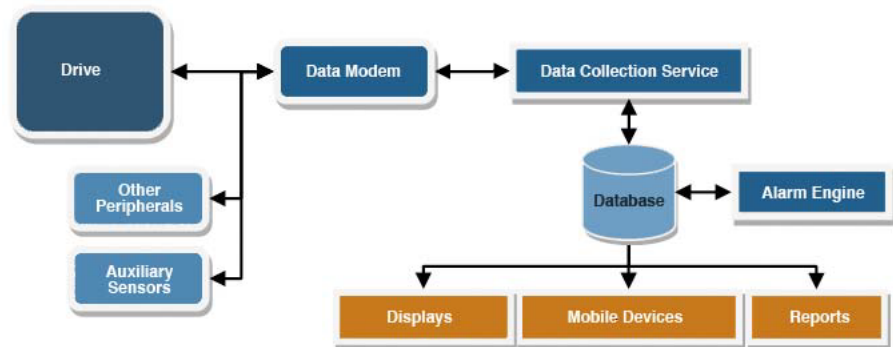 Drive
Data Modem
Data Collection Service
Other
Peripherals
Database
Alarm Engine
Auxiliary
Sensors
Displays
Mobile Devices
Reports